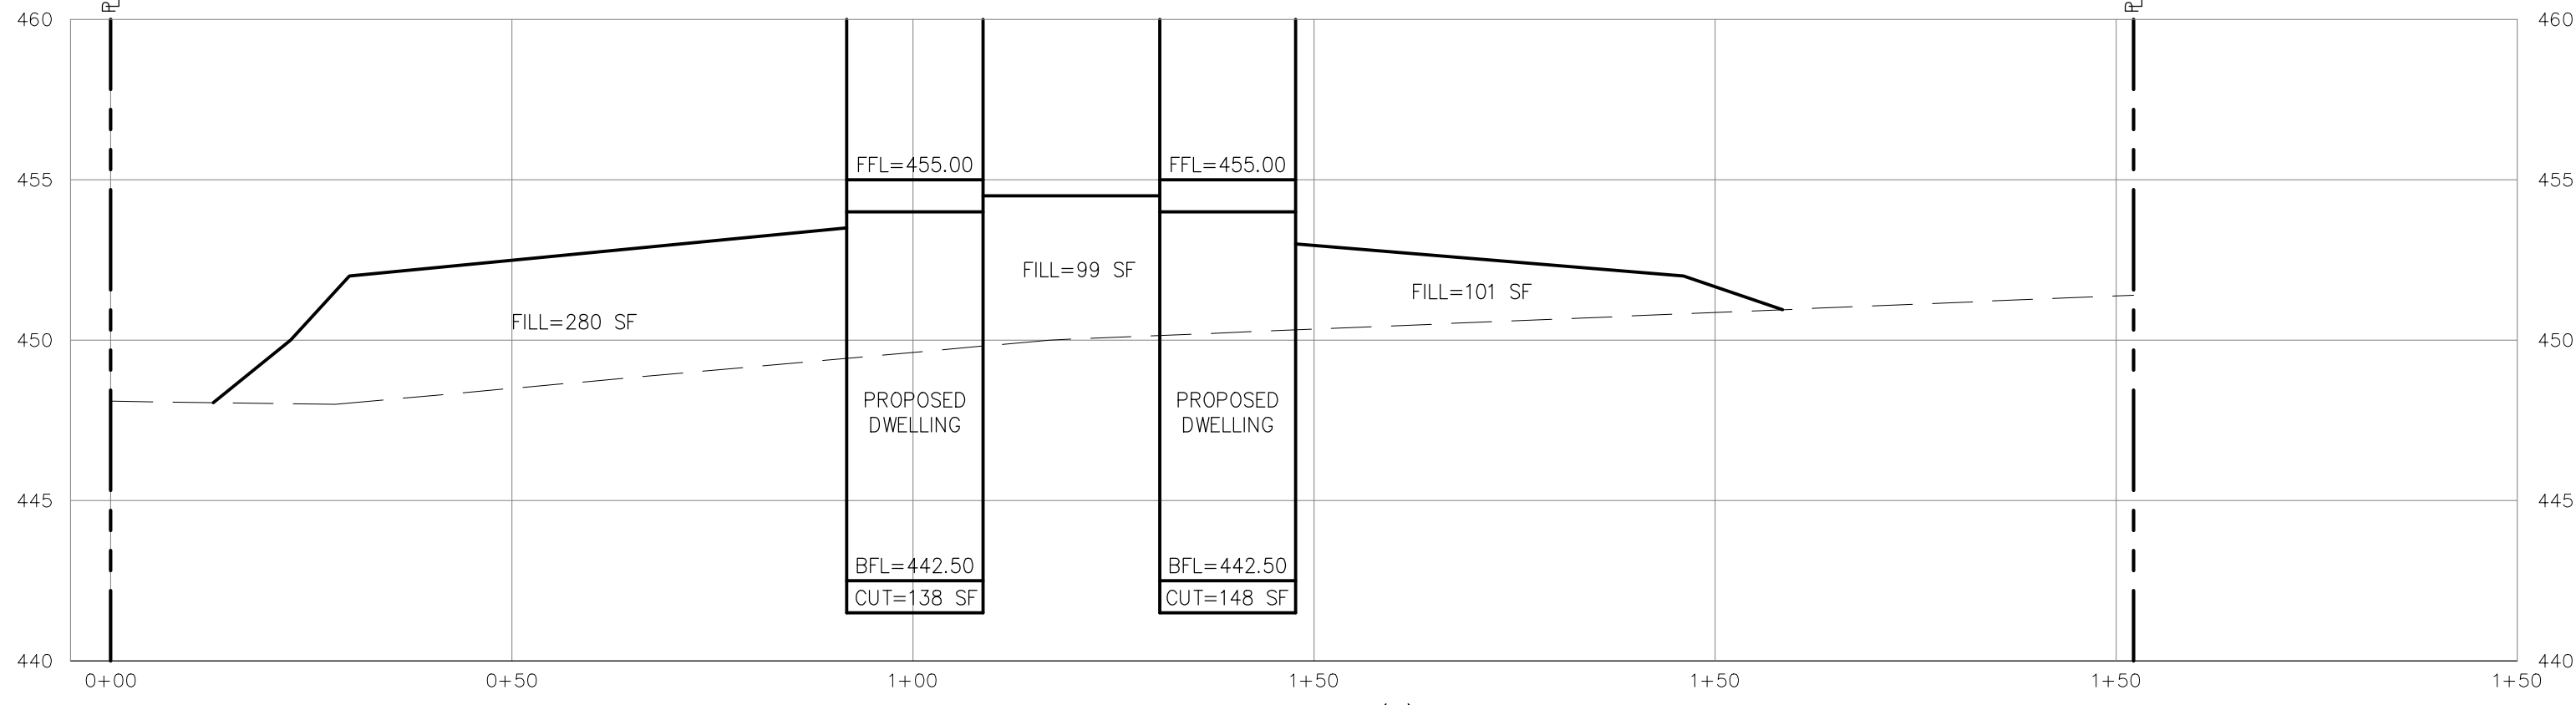 PL PL
460 460
FFL=455.00 FFL=455.00
455 455
FILL=99 SF
FILL=101 SF
FILL=280 SF
450 450
PROPOSED
DWELLING
PROPOSED
DWELLING
445 445
BFL=442.50 BFL=442.50
CUT=138 SF CUT=148 SF
440 440
0+00 0+50 1+00 1+50 1+50 1+50 1+50